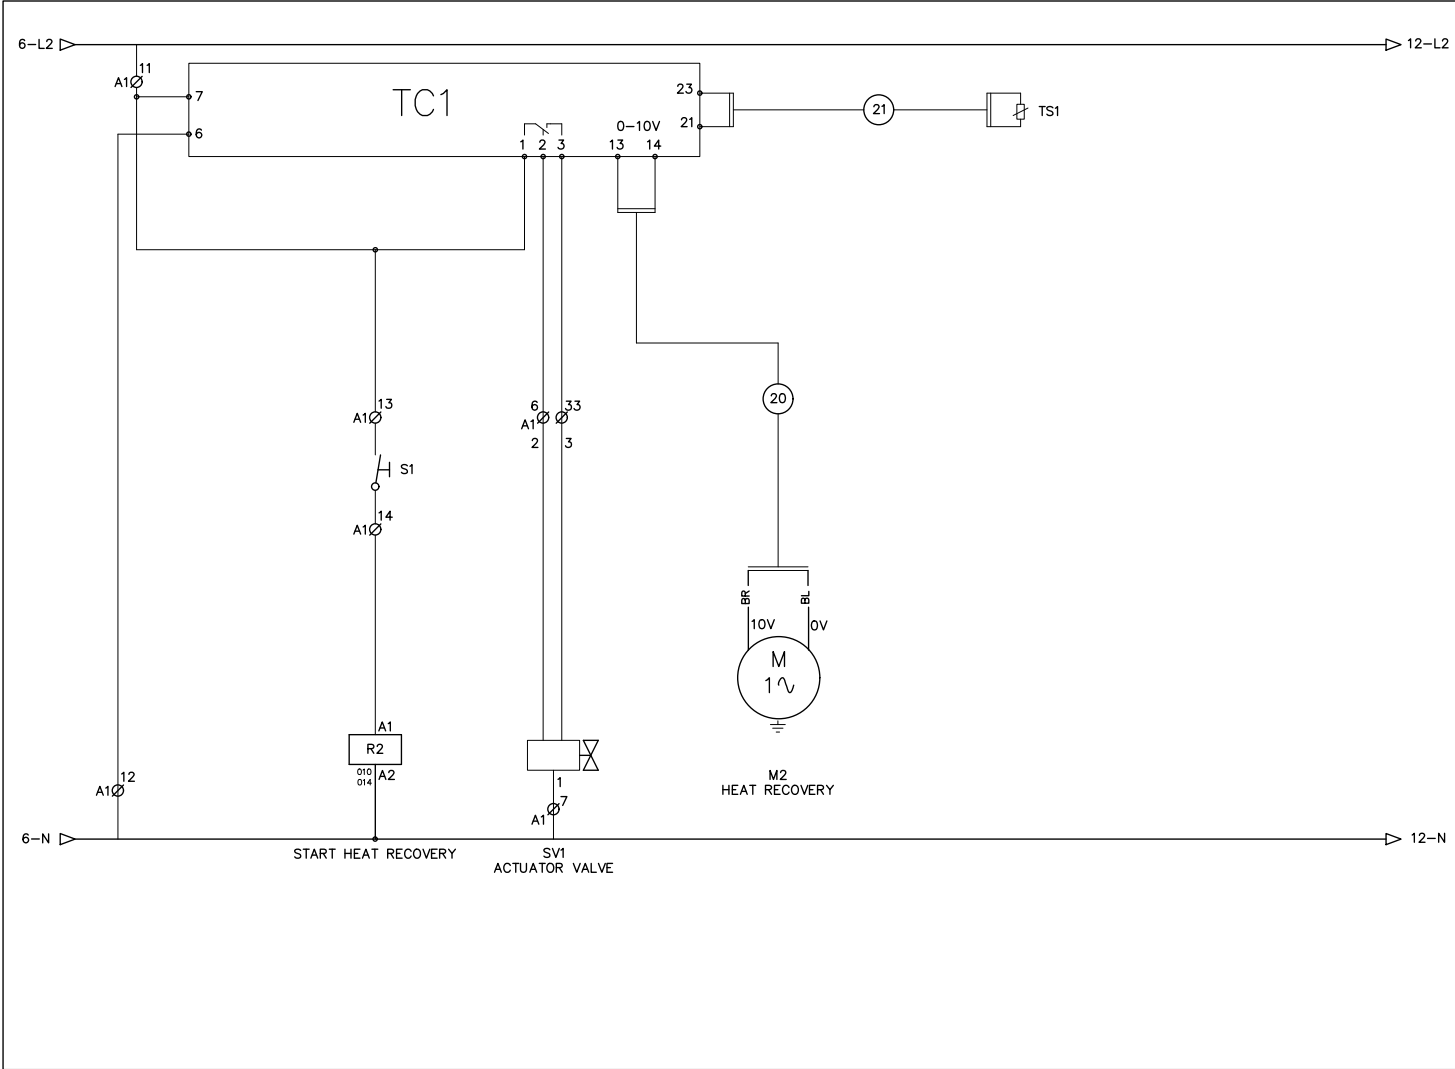 6-L2
12-L2
11
A1
7
TC1
23
21
TS1
6
0-10V
21
1
2
3
13
14
20
13
A1
6
33
A1
2
3
S1
14
A1
BR
BL
10V
0V
M
1
A1
R2
010
014
A2
12
A1
1
7
A1
M2
HEAT RECOVERY
6-N
12-N
START HEAT RECOVERY
SV1
ACTUATOR VALVE